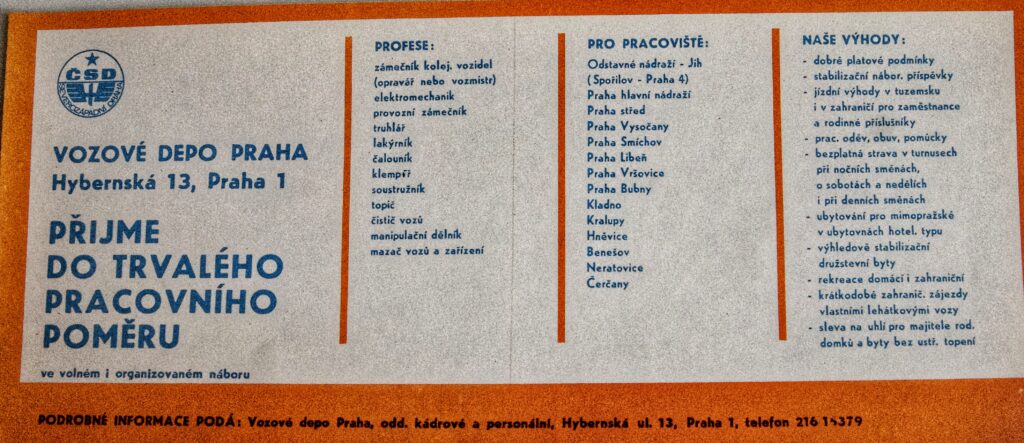 ČSD
SEVEROZÁPADNÍ DRÁHA
VOZOVÉ DEPO PRAHA
Hybernská 13, Praha 1
PŘIJME
DO TRVALÉHO
PRACOVNÍHO
POMĚRU
ve volném i organizovaném náboru
PROFESE:
zámečník kolej. vozidel
(opravář nebo vozmistr)
elektromechanik
provozní zámečník
truhlář
lakýrník
čalouník
klempíř
soustružník
topič
čistič vozů
manipulační dělník
mazač vozů a zařízení
PRO PRACOVIŠTĚ:
Odstavné nádraží - Jih
(Spořilov - Praha 4)
Praha hlavní nádraží
Praha střed
Praha Vysočany
Praha Smíchov
Praha Libeň
Praha Vršovice
Praha Bubny
Kladno
Kralupy
Hněvice
Benešov
Neratovice
Čerčany
NAŠE VÝHODY:
- dobré platové podmínky
- stabilizační nábor. příspěvky
- jízdní výhody v tuzemsku
i v zahraničí pro zaměstnance
a rodinné příslušníky
- prac. oděv, obuv, pomůcky
- bezplatná strava v turnusech
při nočních směnách,
o sobotách a nedělích
i při denních směnách
- ubytování pro mimopražské
v ubytovnách hotel. typu
- výhledově stabilizační
družstevní byty
- rekreace domácí i zahraniční
- krátkodobé zahranič. zájezdy
vlastními lehátkovými vozy
- sleva na uhlí pro majitele rod.
domků a byty bez ústř. topení
PODROBNÉ INFORMACE PODÁ: Vozové depo Praha, odd. kádrové a personální, Hybernská ul. 13, Praha 1, telefon 216 15379